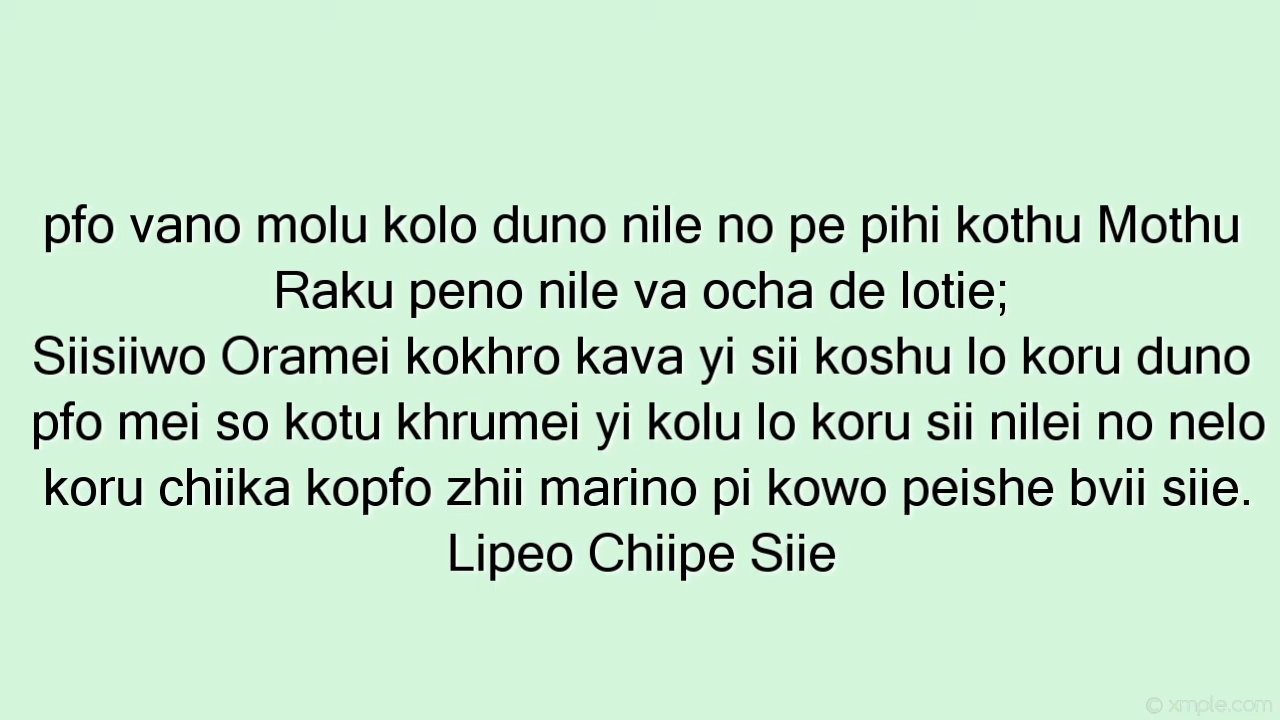 pfo vano molu kolo duno nile no pe pihi kothu Mothu
Raku peno nile va ocha de lotie;
Siisiiwo Oramei kokhro kava yi sii koshu lo koru duno
pfo mei so kotu khrumei yi kolu lo koru sii nilei no nelo
koru chiika kopfo zhii marino pi kowo peishe bvii siie.
Lipeo Chiipe Siie
© xmple.com